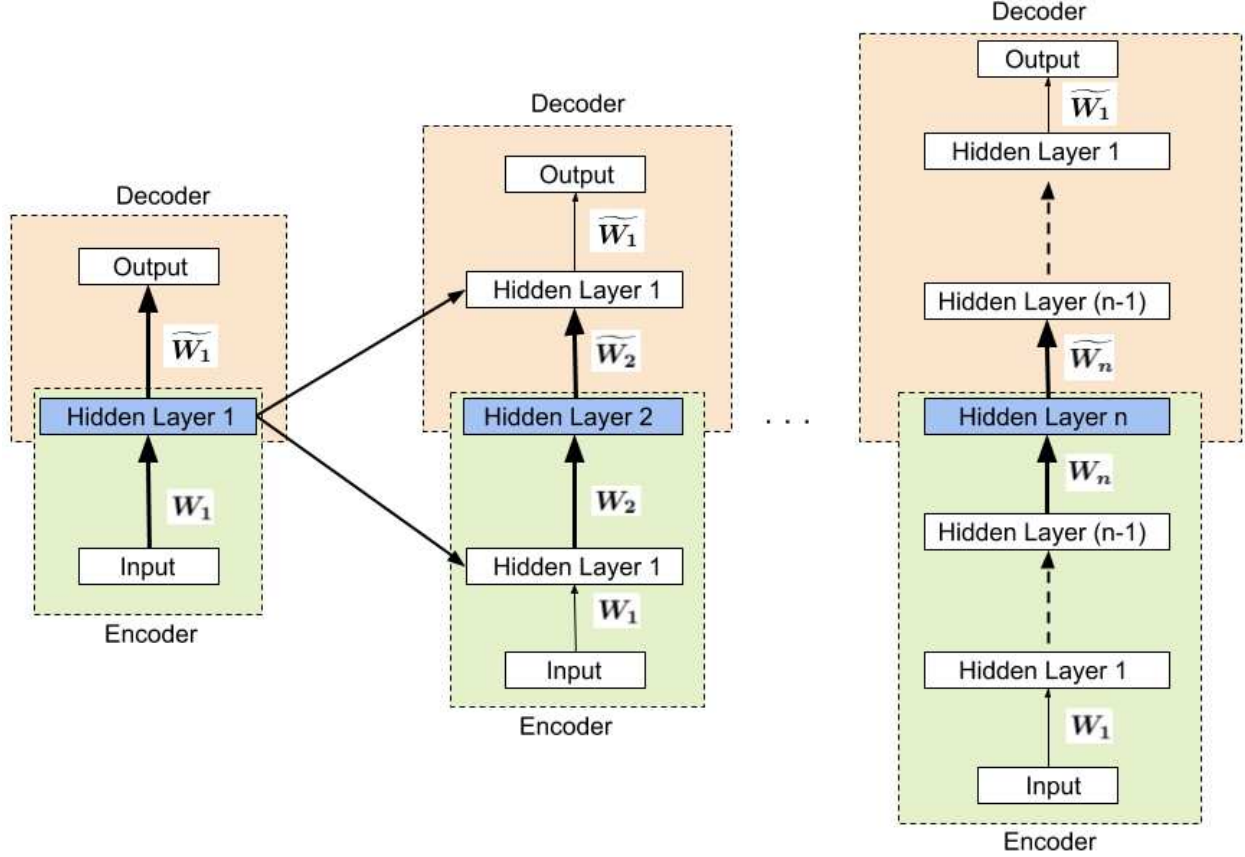 Decoder
Output
W̃₁
Hidden Layer 1
W₁
Input
Encoder
Decoder
Output
W̃₁
Hidden Layer 1
W̃₂
Hidden Layer 2
W₂
Hidden Layer 1
W₁
Input
Encoder
. . .
Decoder
Output
W̃₁
Hidden Layer 1
Hidden Layer (n-1)
W̃ₙ
Hidden Layer n
Wₙ
Hidden Layer (n-1)
Hidden Layer 1
W₁
Input
Encoder